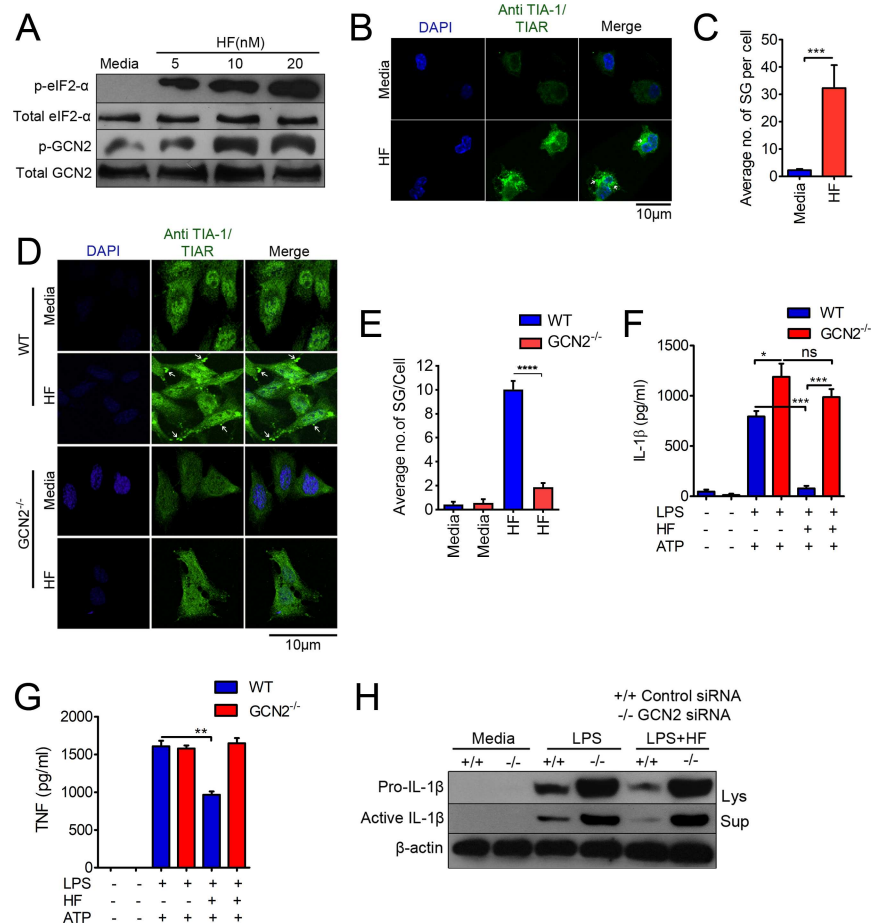 A
HF(nM)
Media 5 10 20
p-eIF2-α
Total eIF2-α
p-GCN2
Total GCN2
B
Anti TIA-1/
DAPI TIAR Merge
Media
HF
10µm
C
Average no. of SG per cell
50
40
30
20
10
0
***
Media
HF
D
Anti TIA-1/
DAPI TIAR Merge
WT
Media
HF
GCN2-/-
Media
HF
10µm
E
WT
GCN2-/-
Average no.of SG/Cell
12
10
8
6
4
2
0
****
Media
Media
HF
HF
F
WT
GCN2-/-
IL-1β (pg/ml)
1500
1000
500
0
* ns
*** ***
LPS - - + + + +
HF - - - - + +
ATP - - + + + +
G
WT
GCN2-/-
TNF (pg/ml)
2000
1500
1000
500
0
**
LPS - - + + + +
HF - - - - + +
ATP - - + + + +
H
+/+ Control siRNA
-/- GCN2 siRNA
Media LPS LPS+HF
+/+ -/- +/+ -/- +/+ -/-
Pro-IL-1β Lys
Active IL-1β Sup
β-actin